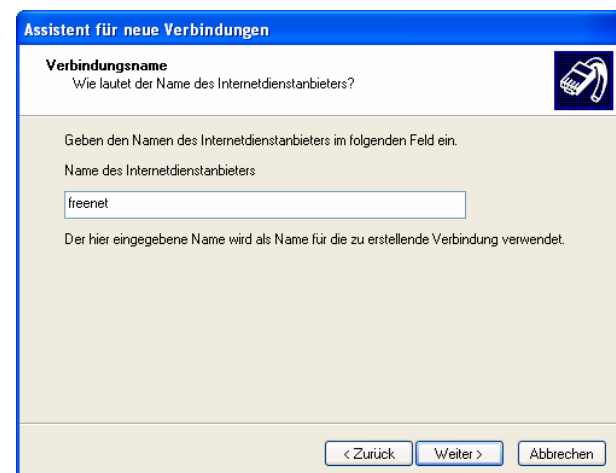 Assistent für neue Verbindungen
Verbindungsname
Wie lautet der Name des Internetdienstanbieters?
Geben den Namen des Internetdienstanbieters im folgenden Feld ein.
Name des Internetdienstanbieters
freenet
Der hier eingegebene Name wird als Name für die zu erstellende Verbindung verwendet.
< Zurück Weiter > Abbrechen